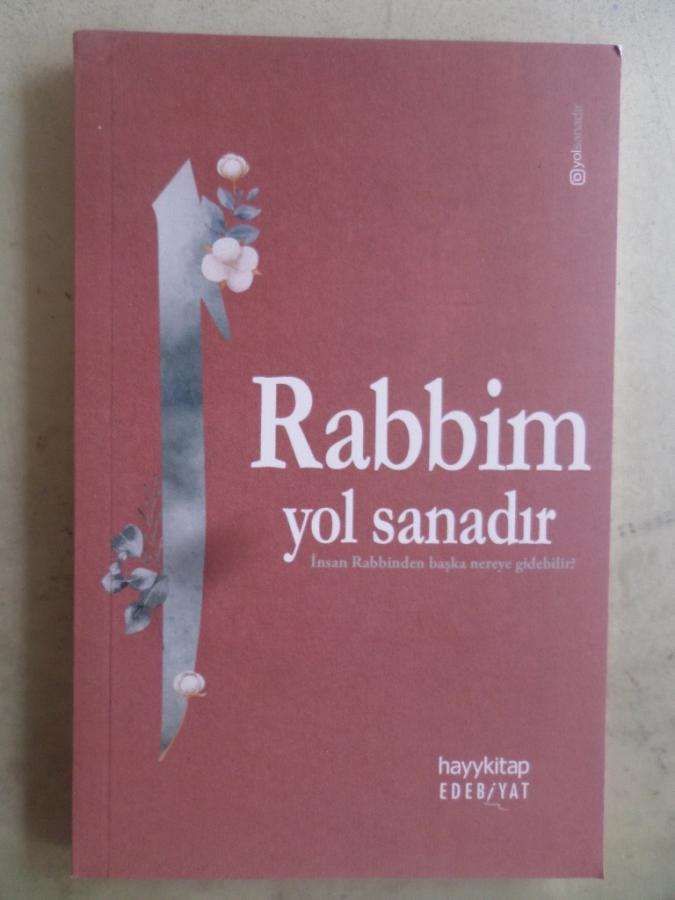 yolsanadır
Rabbim
yol sanadır
İnsan Rabbinden başka nereye gidebilir?
hayykitap
EDEBİYAT